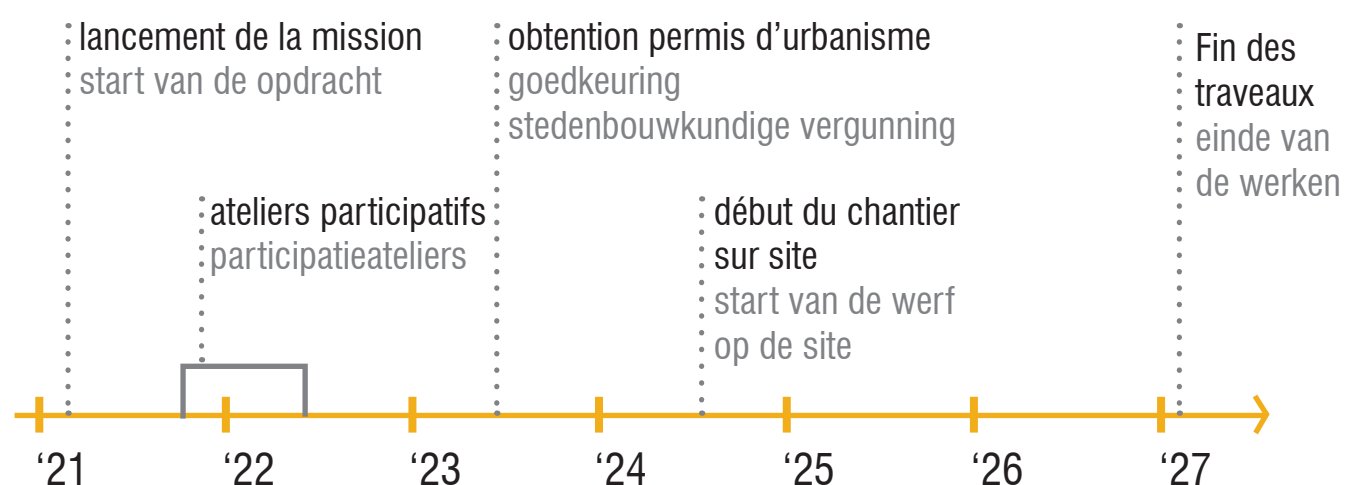 lancement de la mission
start van de opdracht
obtention permis d’urbanisme
goedkeuring
stedenbouwkundige vergunning
Fin des
traveaux
einde van
de werken
ateliers participatifs
participatieateliers
début du chantier
sur site
start van de werf
op de site
‘21
‘22
‘23
‘24
‘25
‘26
‘27